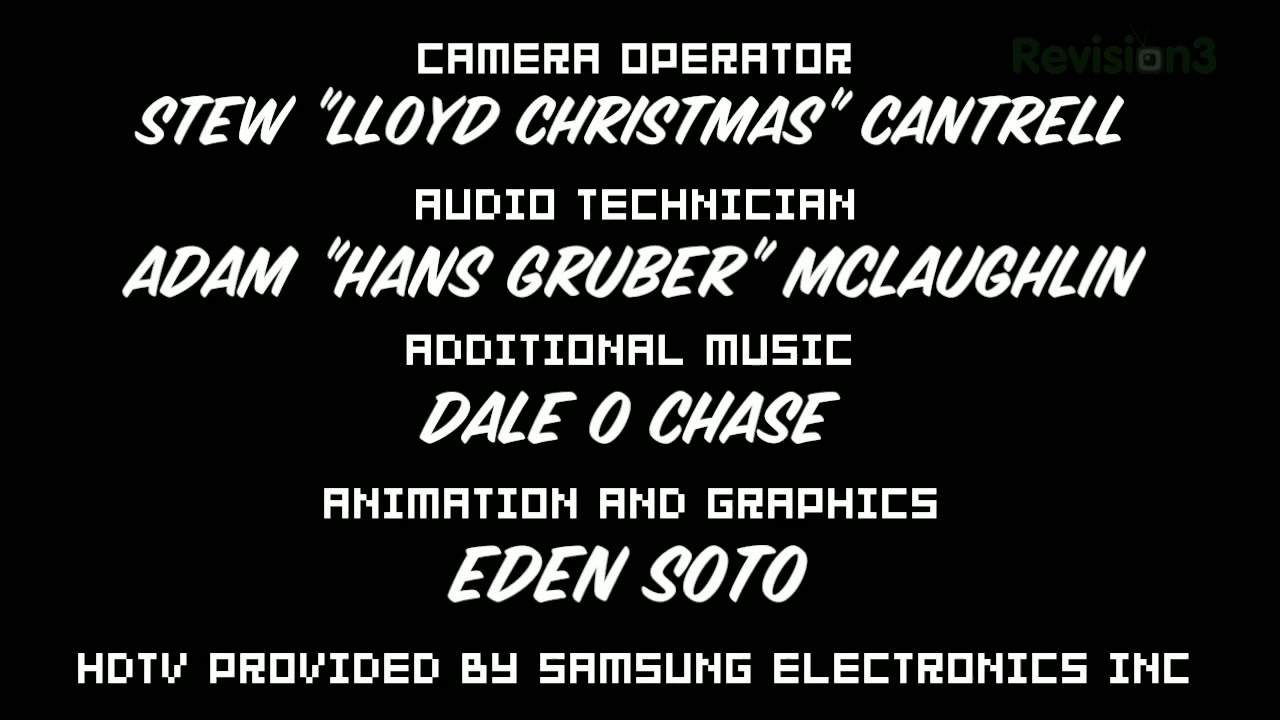 Revision3
CAMERA OPERATOR
STEW "LLOYD CHRISTMAS" CANTRELL
AUDIO TECHNICIAN
ADAM "HANS GRUBER" MCLAUGHLIN
ADDITIONAL MUSIC
DALE O CHASE
ANIMATION AND GRAPHICS
EDEN SOTO
HDTV PROVIDED BY SAMSUNG ELECTRONICS INC